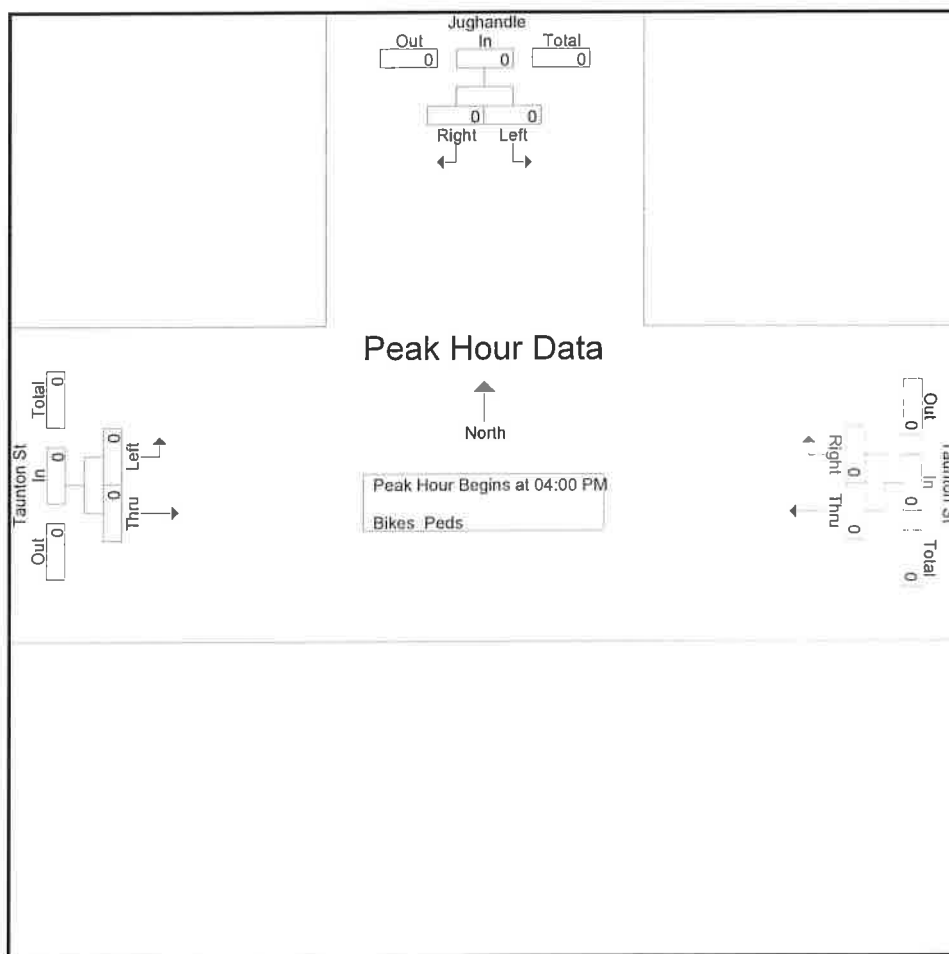 Jughandle
Out In Total
0 0 0
0 0
Right Left
Peak Hour Data
North
Peak Hour Begins at 04:00 PM
Bikes Peds
Taunton St
Total In Out
0 0 0
0 0
Left Thru
Out In Total
0 0 0
0 0
Right Thru
Taunton St